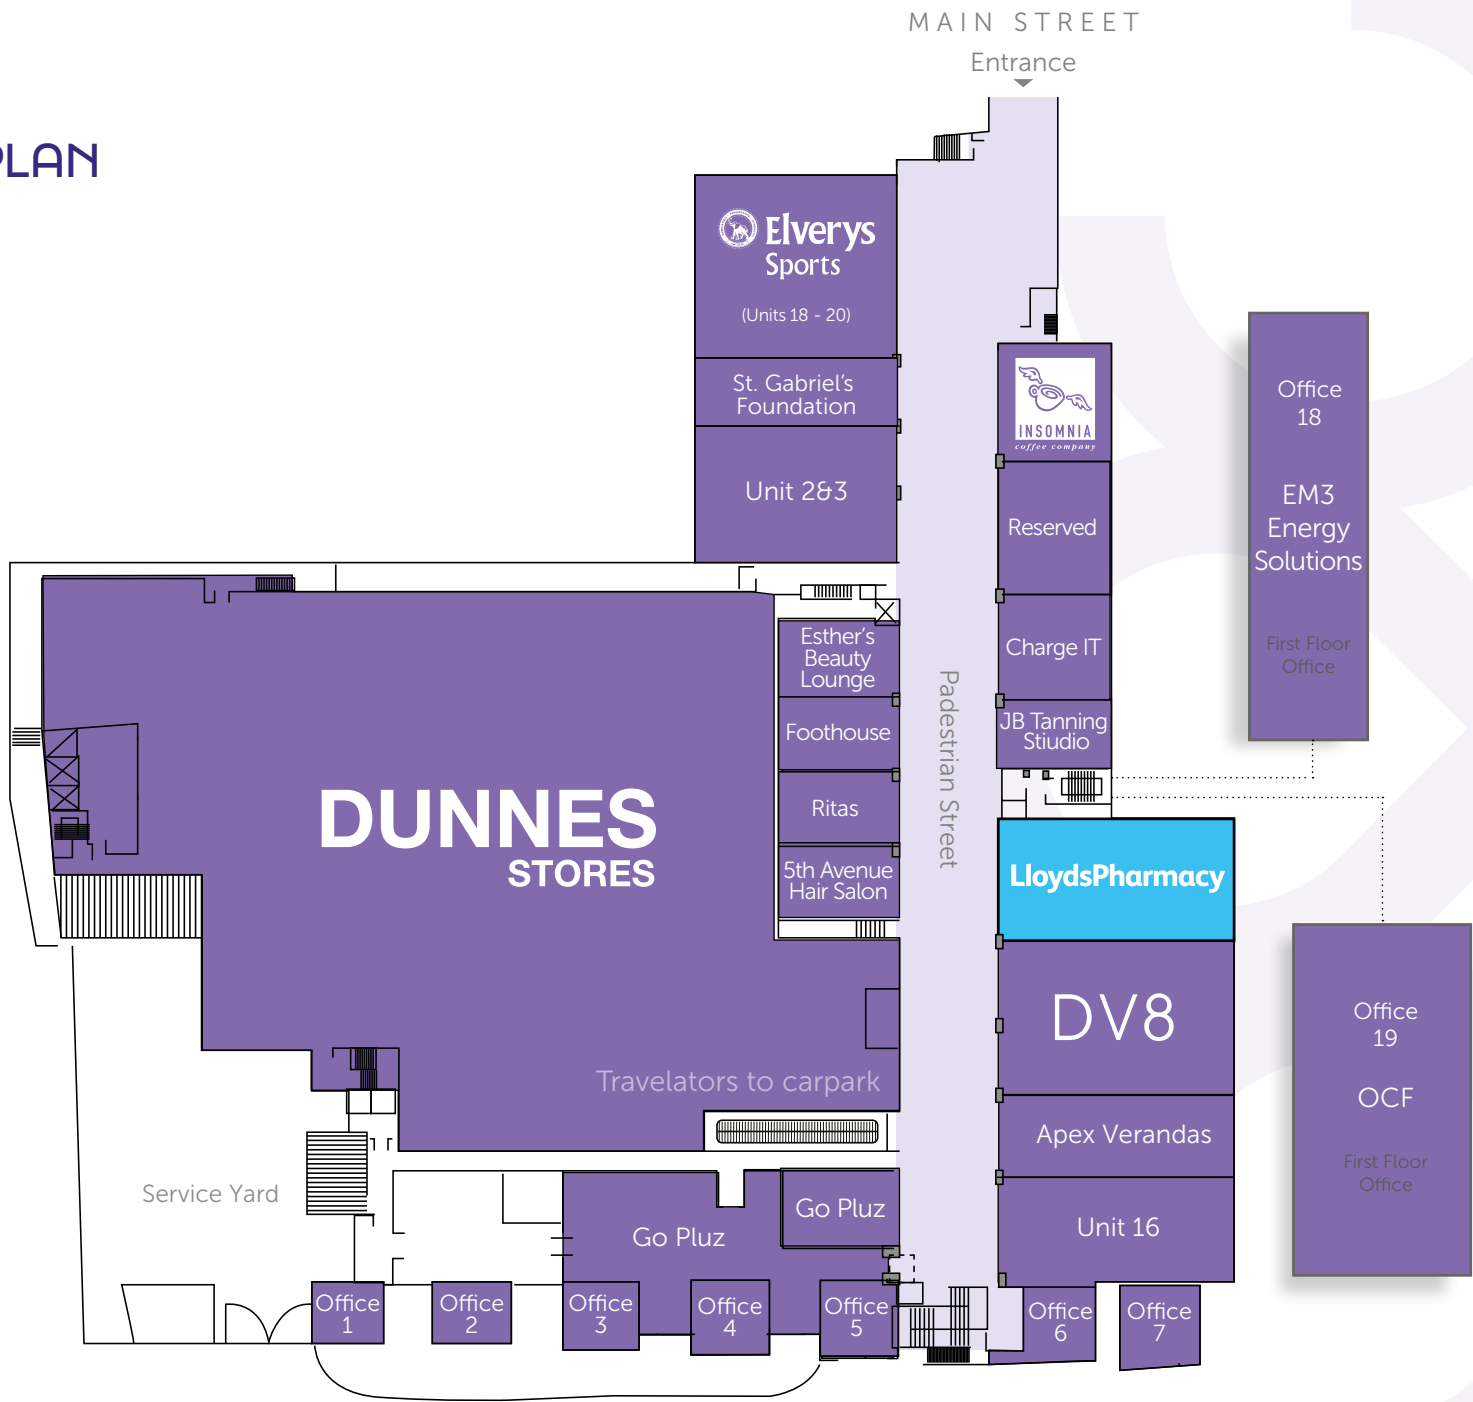 MAIN STREET
Entrance
PLAN
Elverys
Sports
(Units 18 - 20)
St. Gabriel's
Foundation
Unit 2&3
INSOMNIA
coffee company
Reserved
Charge IT
JB Tanning
Stiudio
Office
18
EM3
Energy
Solutions
First Floor
Office
Esther's
Beauty
Lounge
Foothouse
Ritas
5th Avenue
Hair Salon
Padestrian Street
DUNNES
STORES
LloydsPharmacy
DV8
Apex Verandas
Unit 16
Office
19
OCF
First Floor
Office
Travelators to carpark
Service Yard
Go Pluz
Go Pluz
Office
1
Office
2
Office
3
Office
4
Office
5
Office
6
Office
7